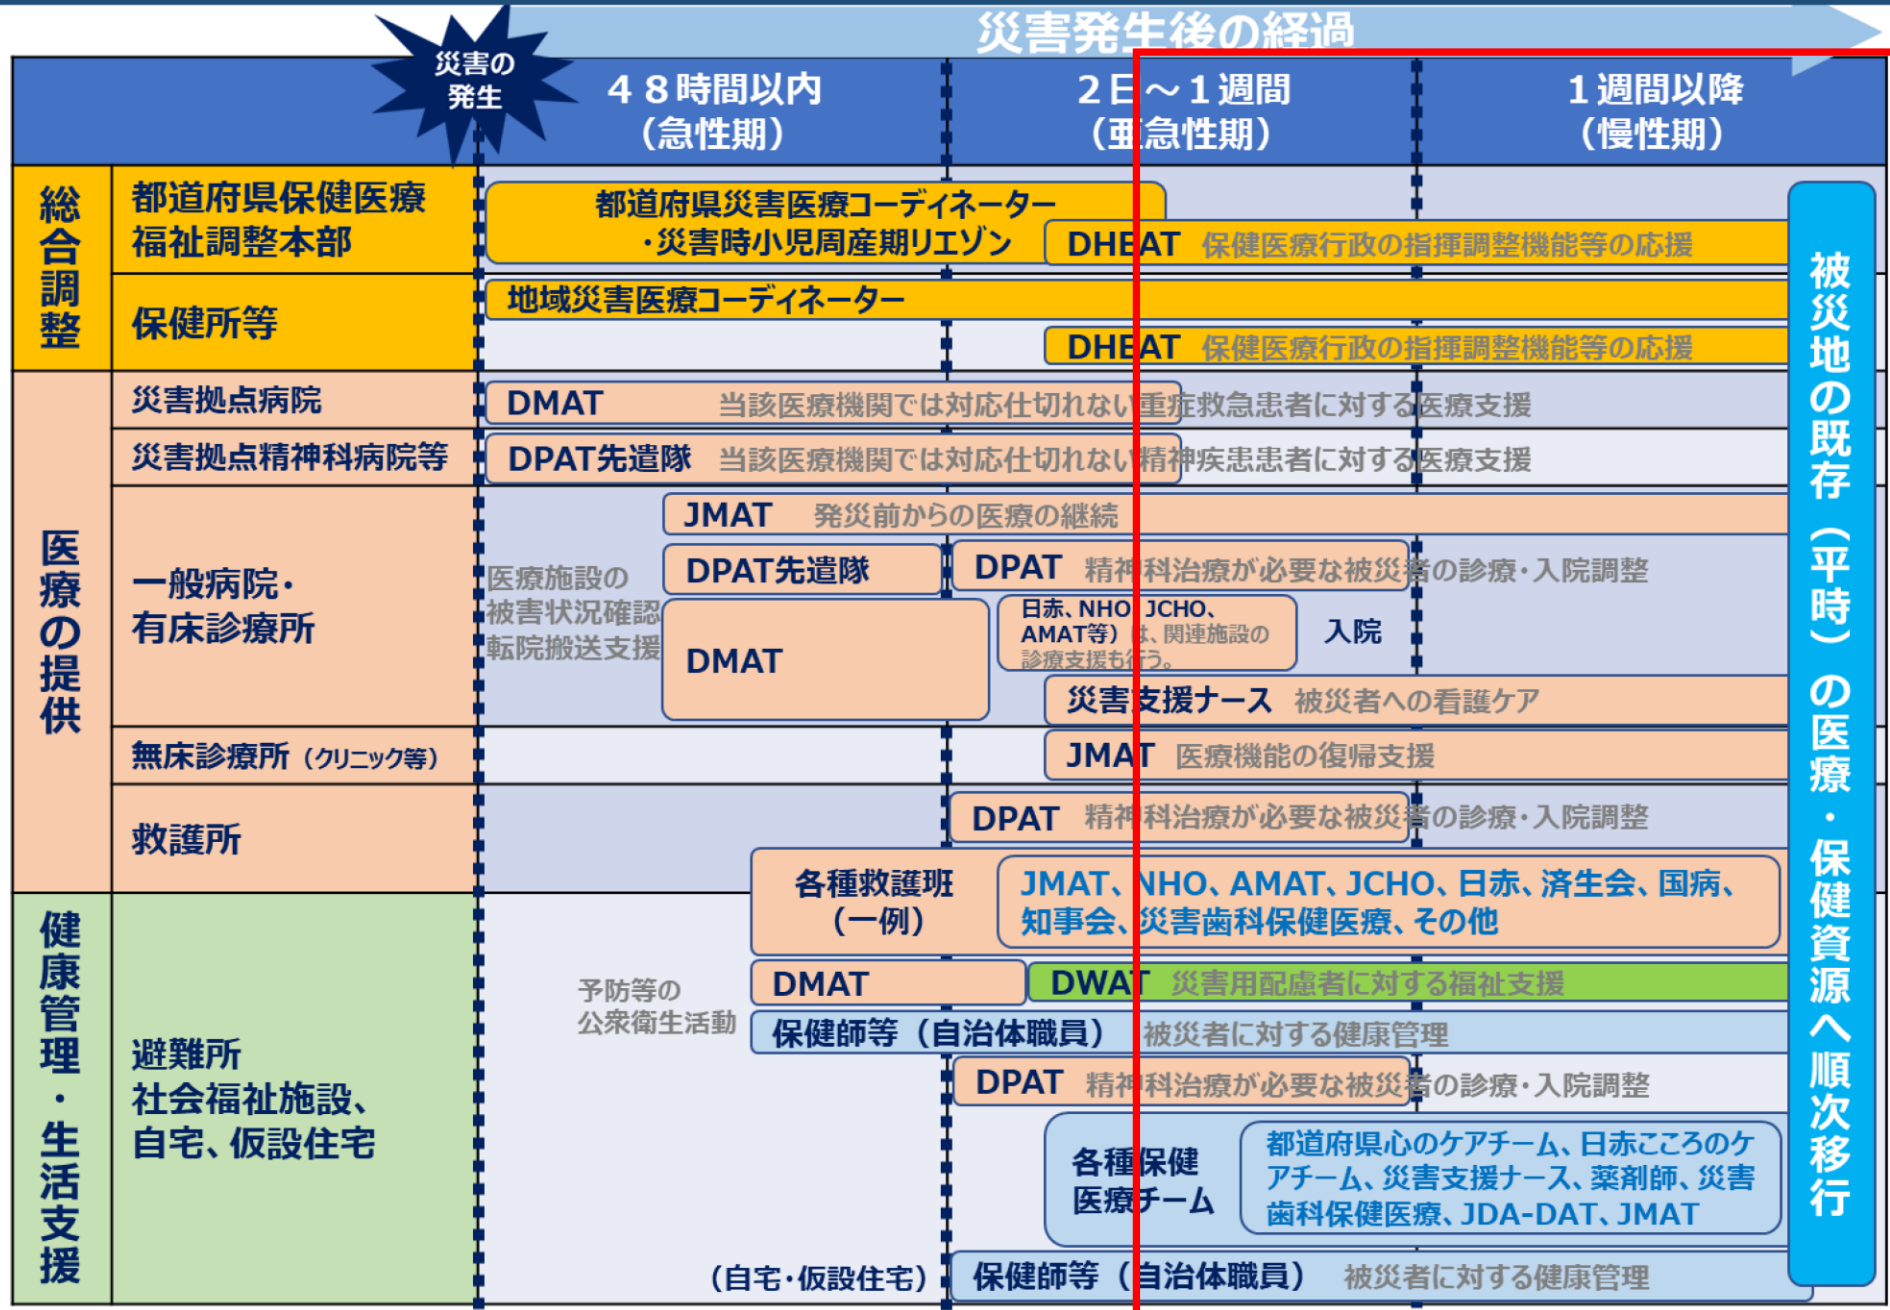 災害発生後の経過
災害の
発生
48時間以内
(急性期)
2日～1週間
(亜急性期)
1週間以降
(慢性期)
総合調整
都道府県保健医療
福祉調整本部
都道府県災害医療コーディネーター
・災害時小児周産期リエゾン
DHEAT 保健医療行政の指揮調整機能等の応援
保健所等
地域災害医療コーディネーター
DHEAT 保健医療行政の指揮調整機能等の応援
医療の提供
災害拠点病院
DMAT 当該医療機関では対応仕切れない重症救急患者に対する医療支援
災害拠点精神科病院等
DPAT先遣隊 当該医療機関では対応仕切れない精神疾患患者に対する医療支援
一般病院・
有床診療所
JMAT 発災前からの医療の継続
医療施設の
被害状況確認
転院搬送支援
DPAT先遣隊
DPAT 精神科治療が必要な被災者の診療・入院調整
DMAT
日赤、NHO、JCHO、
AMAT等）は、関連施設の
診療支援も行う。
入院
災害支援ナース 被災者への看護ケア
無床診療所（クリニック等）
JMAT 医療機能の復帰支援
救護所
DPAT 精神科治療が必要な被災者の診療・入院調整
各種救護班
(一例)
JMAT、NHO、AMAT、JCHO、日赤、済生会、国病、
知事会、災害歯科保健医療、その他
健康管理・生活支援
避難所
社会福祉施設、
自宅、仮設住宅
予防等の
公衆衛生活動
DMAT
DWAT 災害用配慮者に対する福祉支援
保健師等（自治体職員） 被災者に対する健康管理
DPAT 精神科治療が必要な被災者の診療・入院調整
各種保健
医療チーム
都道府県心のケアチーム、日赤こころのケ
アチーム、災害支援ナース、薬剤師、災害
歯科保健医療、JDA-DAT、JMAT
(自宅・仮設住宅)
保健師等（自治体職員） 被災者に対する健康管理
被災地の既存（平時）の医療・保健資源へ順次移行